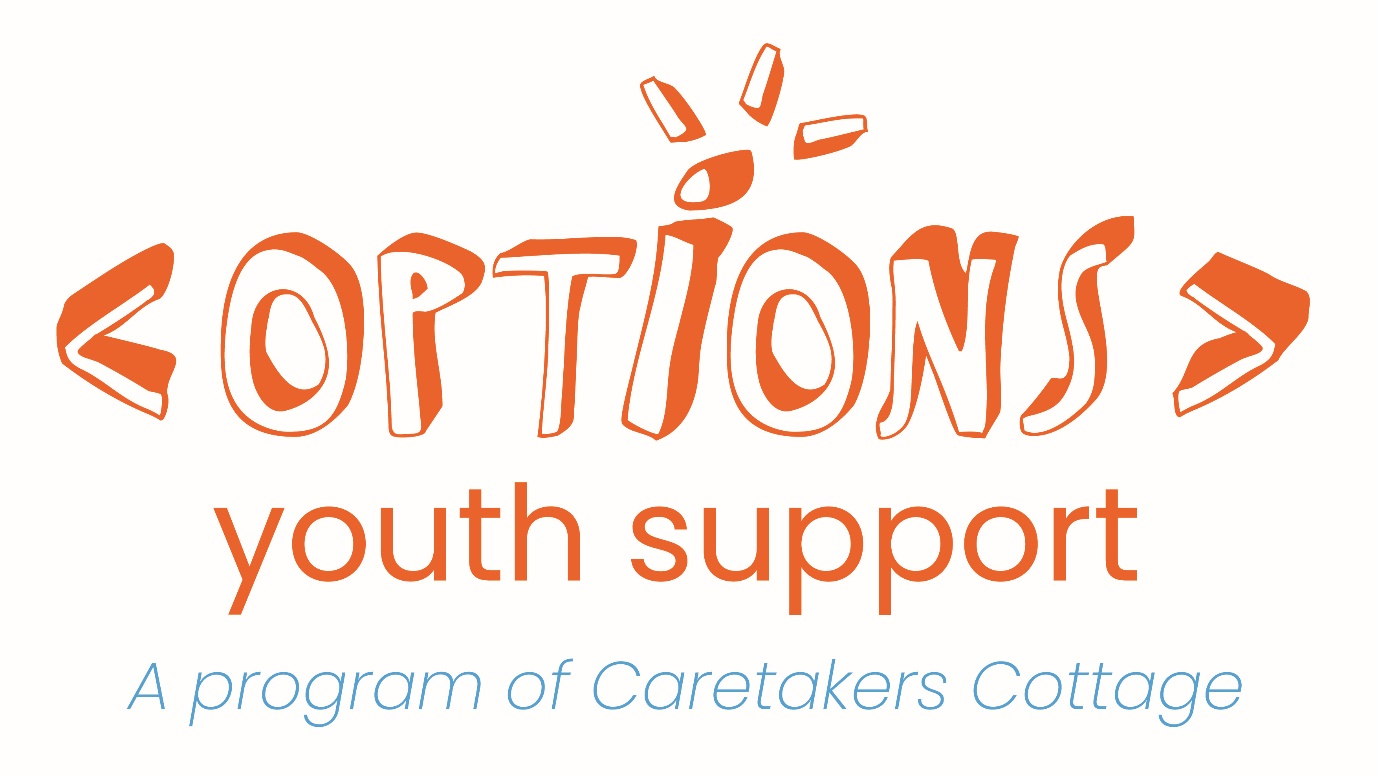 <OPTiONS>
youth support
A program of Caretakers Cottage